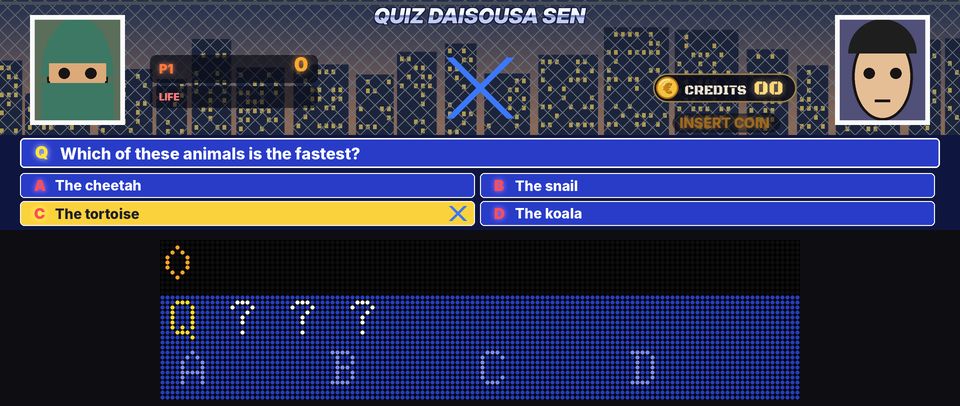 QUIZ DAISOUSA SEN
P1 0
LIFE
€ CREDITS 00
INSERT COIN
Q Which of these animals is the fastest?
A The cheetah
B The snail
C The tortoise
D The koala
0
Q ? ? ?
A B C D